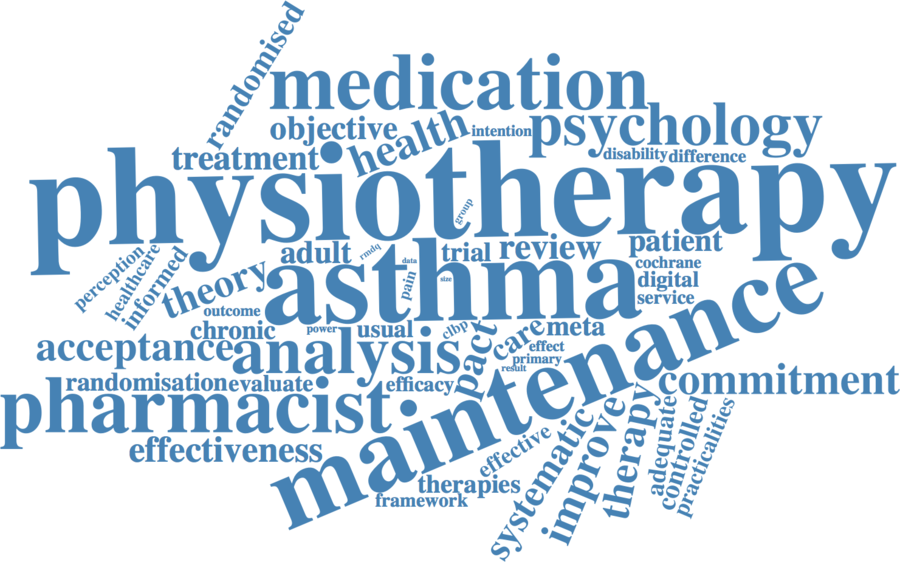 randomised
medication
objective
health
intention
psychology
treatment
disability
difference
physiotherapy
group
perception
healthcare
informed
adult
rmdq
data
trial
review
patient
theory
asthma
pain
size
cochrane
digital
service
outcome
chronic
power
usual
clbp
pact
care
meta
maintenance
acceptance
analysis
effect
primary
result
randomisation
evaluate
efficacy
commitment
pharmacist
effectiveness
effective
systematic
improve
therapy
adequate
controlled
practicalities
therapies
framework